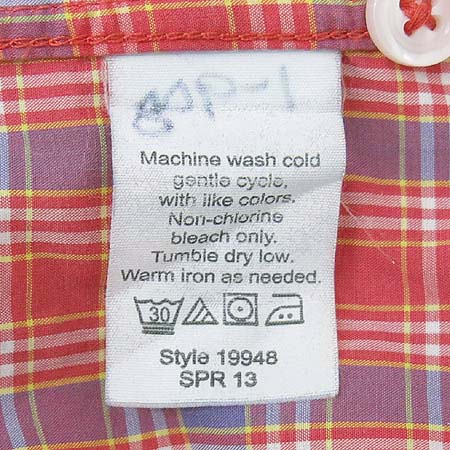 Machine wash cold
gentle cycle,
with like colors.
Non-chlorine
bleach only.
Tumble dry low.
Warm iron as needed.
30
Style 19948
SPR 13